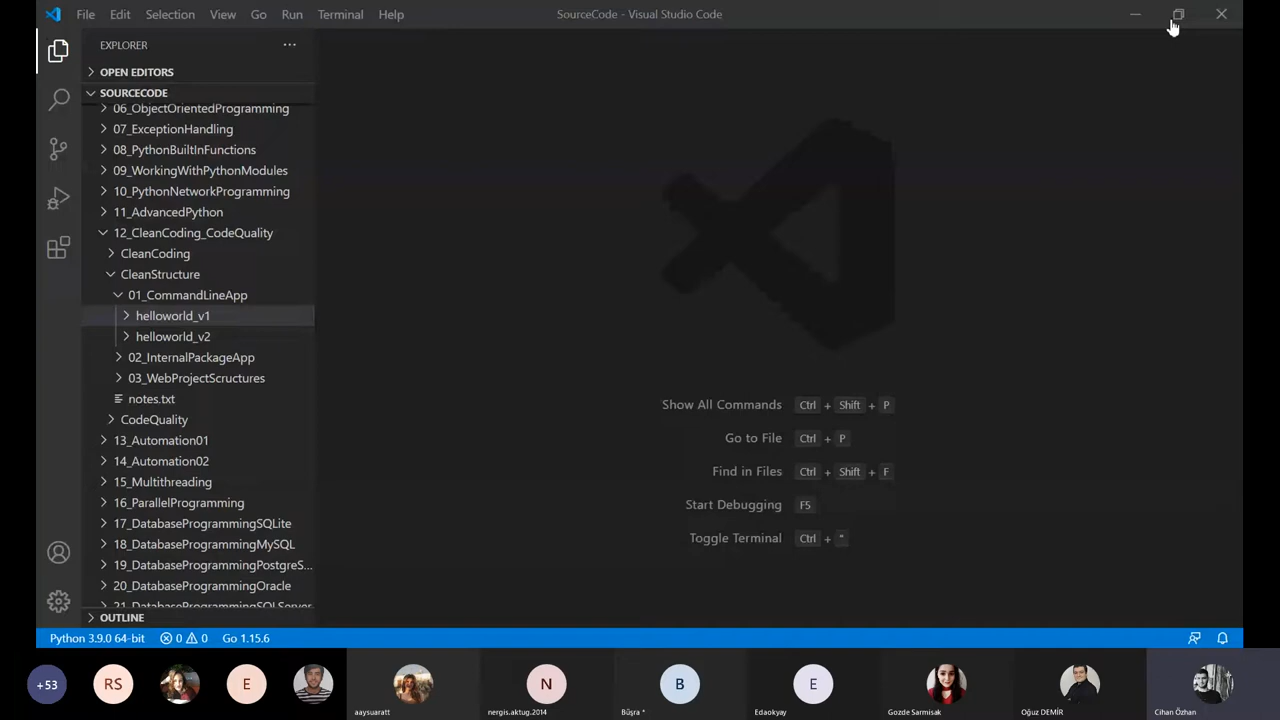 File Edit Selection View Go Run Terminal Help
SourceCode - Visual Studio Code
EXPLORER
OPEN EDITORS
SOURCECODE
06_ObjectOrientedProgramming
07_ExceptionHandling
08_PythonBuiltInFunctions
09_WorkingWithPythonModules
10_PythonNetworkProgramming
11_AdvancedPython
12_CleanCoding_CodeQuality
CleanCoding
CleanStructure
01_CommandLineApp
helloworld_v1
helloworld_v2
02_InternalPackageApp
03_WebProjectScructures
notes.txt
CodeQuality
13_Automation01
14_Automation02
15_Multithreading
16_ParallelProgramming
17_DatabaseProgrammingSQLite
18_DatabaseProgrammingMySQL
19_DatabaseProgrammingPostgreS...
20_DatabaseProgrammingOracle
21_DatabaseProgrammingSQLServer
OUTLINE
Show All Commands Ctrl + Shift + P
Go to File Ctrl + P
Find in Files Ctrl + Shift + F
Start Debugging F5
Toggle Terminal Ctrl + "
Python 3.9.0 64-bit 0 0 Go 1.15.6
+53 RS E N B E
aaysuaratt nergis.aktug.2014 Büşra * Edaokyay Gozde Sarmisak Oğuz DEMİR Cihan Özhan